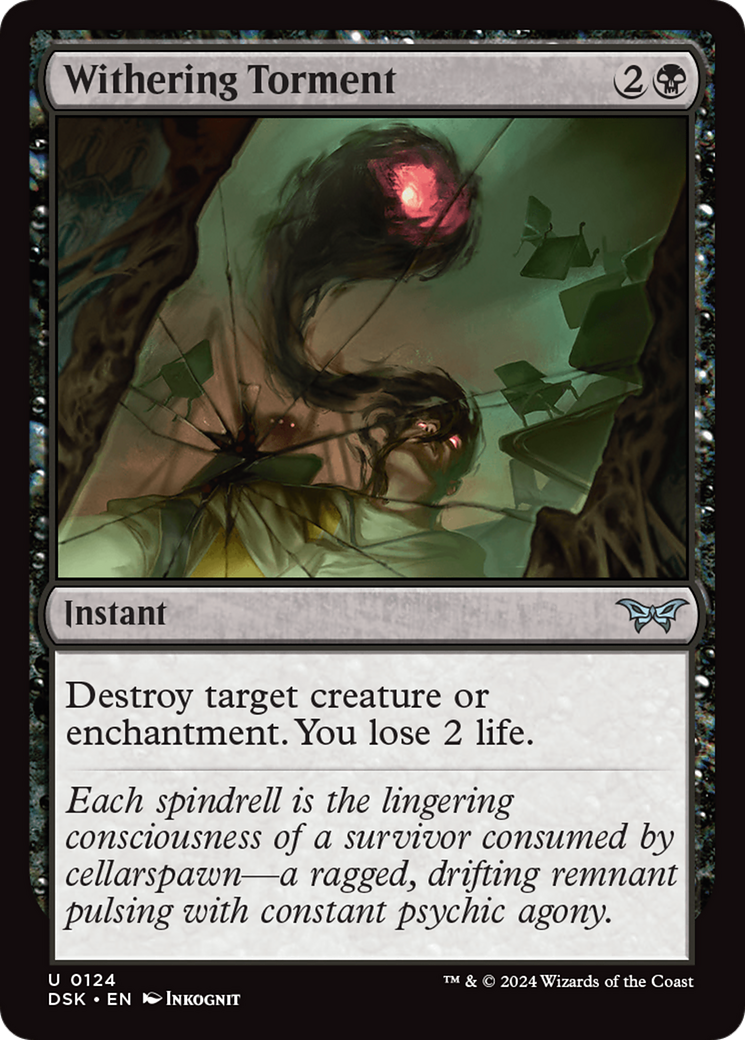 Withering Torment 2
Instant
Destroy target creature or
enchantment. You lose 2 life.
Each spindrell is the lingering
consciousness of a survivor consumed by
cellarspawn—a ragged, drifting remnant
pulsing with constant psychic agony.
U 0124
DSK • EN Inkognit
™ & © 2024 Wizards of the Coast